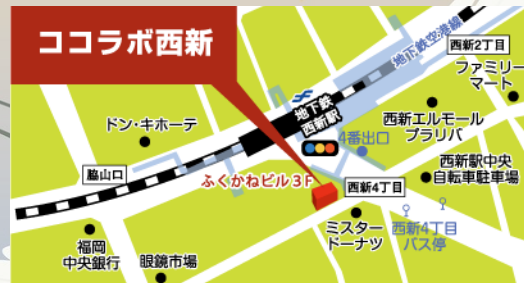 ココラボ西新
地下鉄空港線
西新2丁目
ファミリー
マート
地下鉄
西新駅
ドン・キホーテ
4番出口
西新エルモール
プラリバ
脇山口
ふくかねビル3F
西新4丁目
西新駅中央
自転車駐車場
ミスター
ドーナツ
西新4丁目
バス停
福岡
中央銀行
眼鏡市場